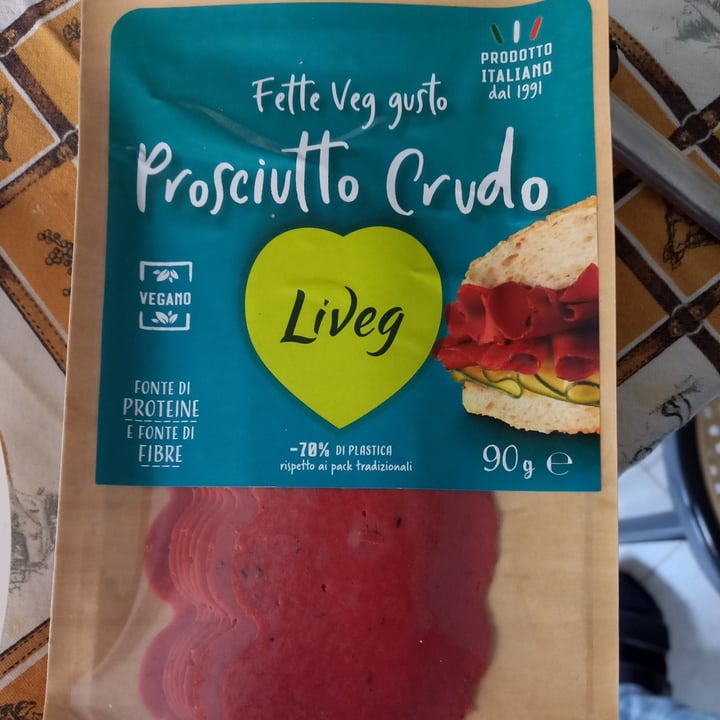 PRODOTTO
ITALIANO
dal 1991
Fette Veg gusto
Prosciutto Crudo
VEGANO
LiVeg
FONTE DI
PROTEINE
E FONTE DI
FIBRE
-70% DI PLASTICA
rispetto ai pack tradizionali
90g ℮